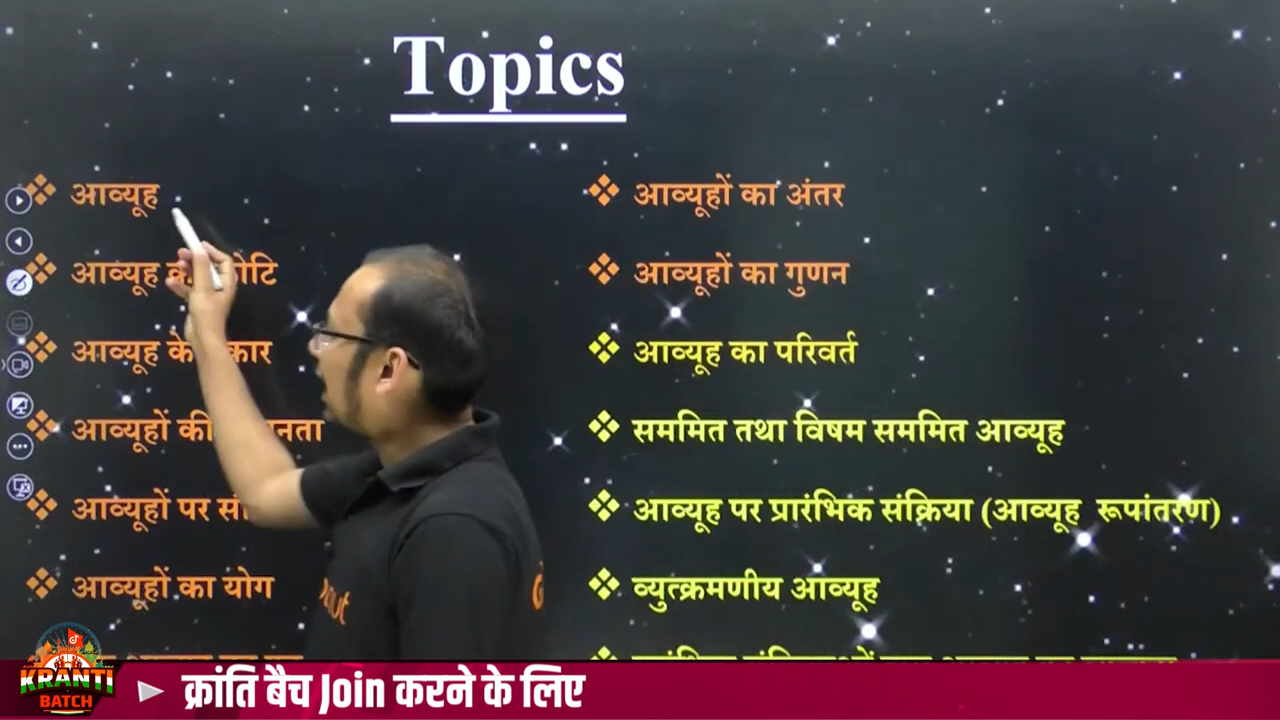 Topics
❖ आव्यूह
❖ आव्यूह
❖ आव्यूह के
❖ आव्यूहों की
❖ आव्यूहों पर
❖ आव्यूहों का योग
❖ आव्यूहों का अंतर
❖ आव्यूहों का गुणन
❖ आव्यूह का परिवर्त
❖ सममित तथा विषम सममित आव्यूह
❖ आव्यूह पर प्रारंभिक संक्रिया (आव्यूह रूपांतरण)
❖ व्युत्क्रमणीय आव्यूह
KRANTI
BATCH
क्रांति बैच Join करने के लिए